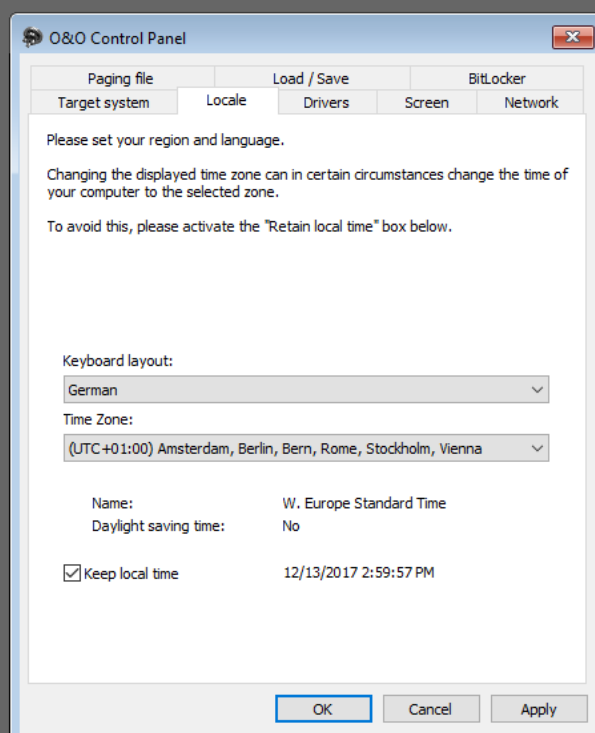 O&O Control Panel
Paging file Load / Save BitLocker
Target system Locale Drivers Screen Network
Please set your region and language.
Changing the displayed time zone can in certain circumstances change the time of
your computer to the selected zone.
To avoid this, please activate the "Retain local time" box below.
Keyboard layout:
German
Time Zone:
(UTC+01:00) Amsterdam, Berlin, Bern, Rome, Stockholm, Vienna
Name: W. Europe Standard Time
Daylight saving time: No
Keep local time 12/13/2017 2:59:57 PM
OK Cancel Apply